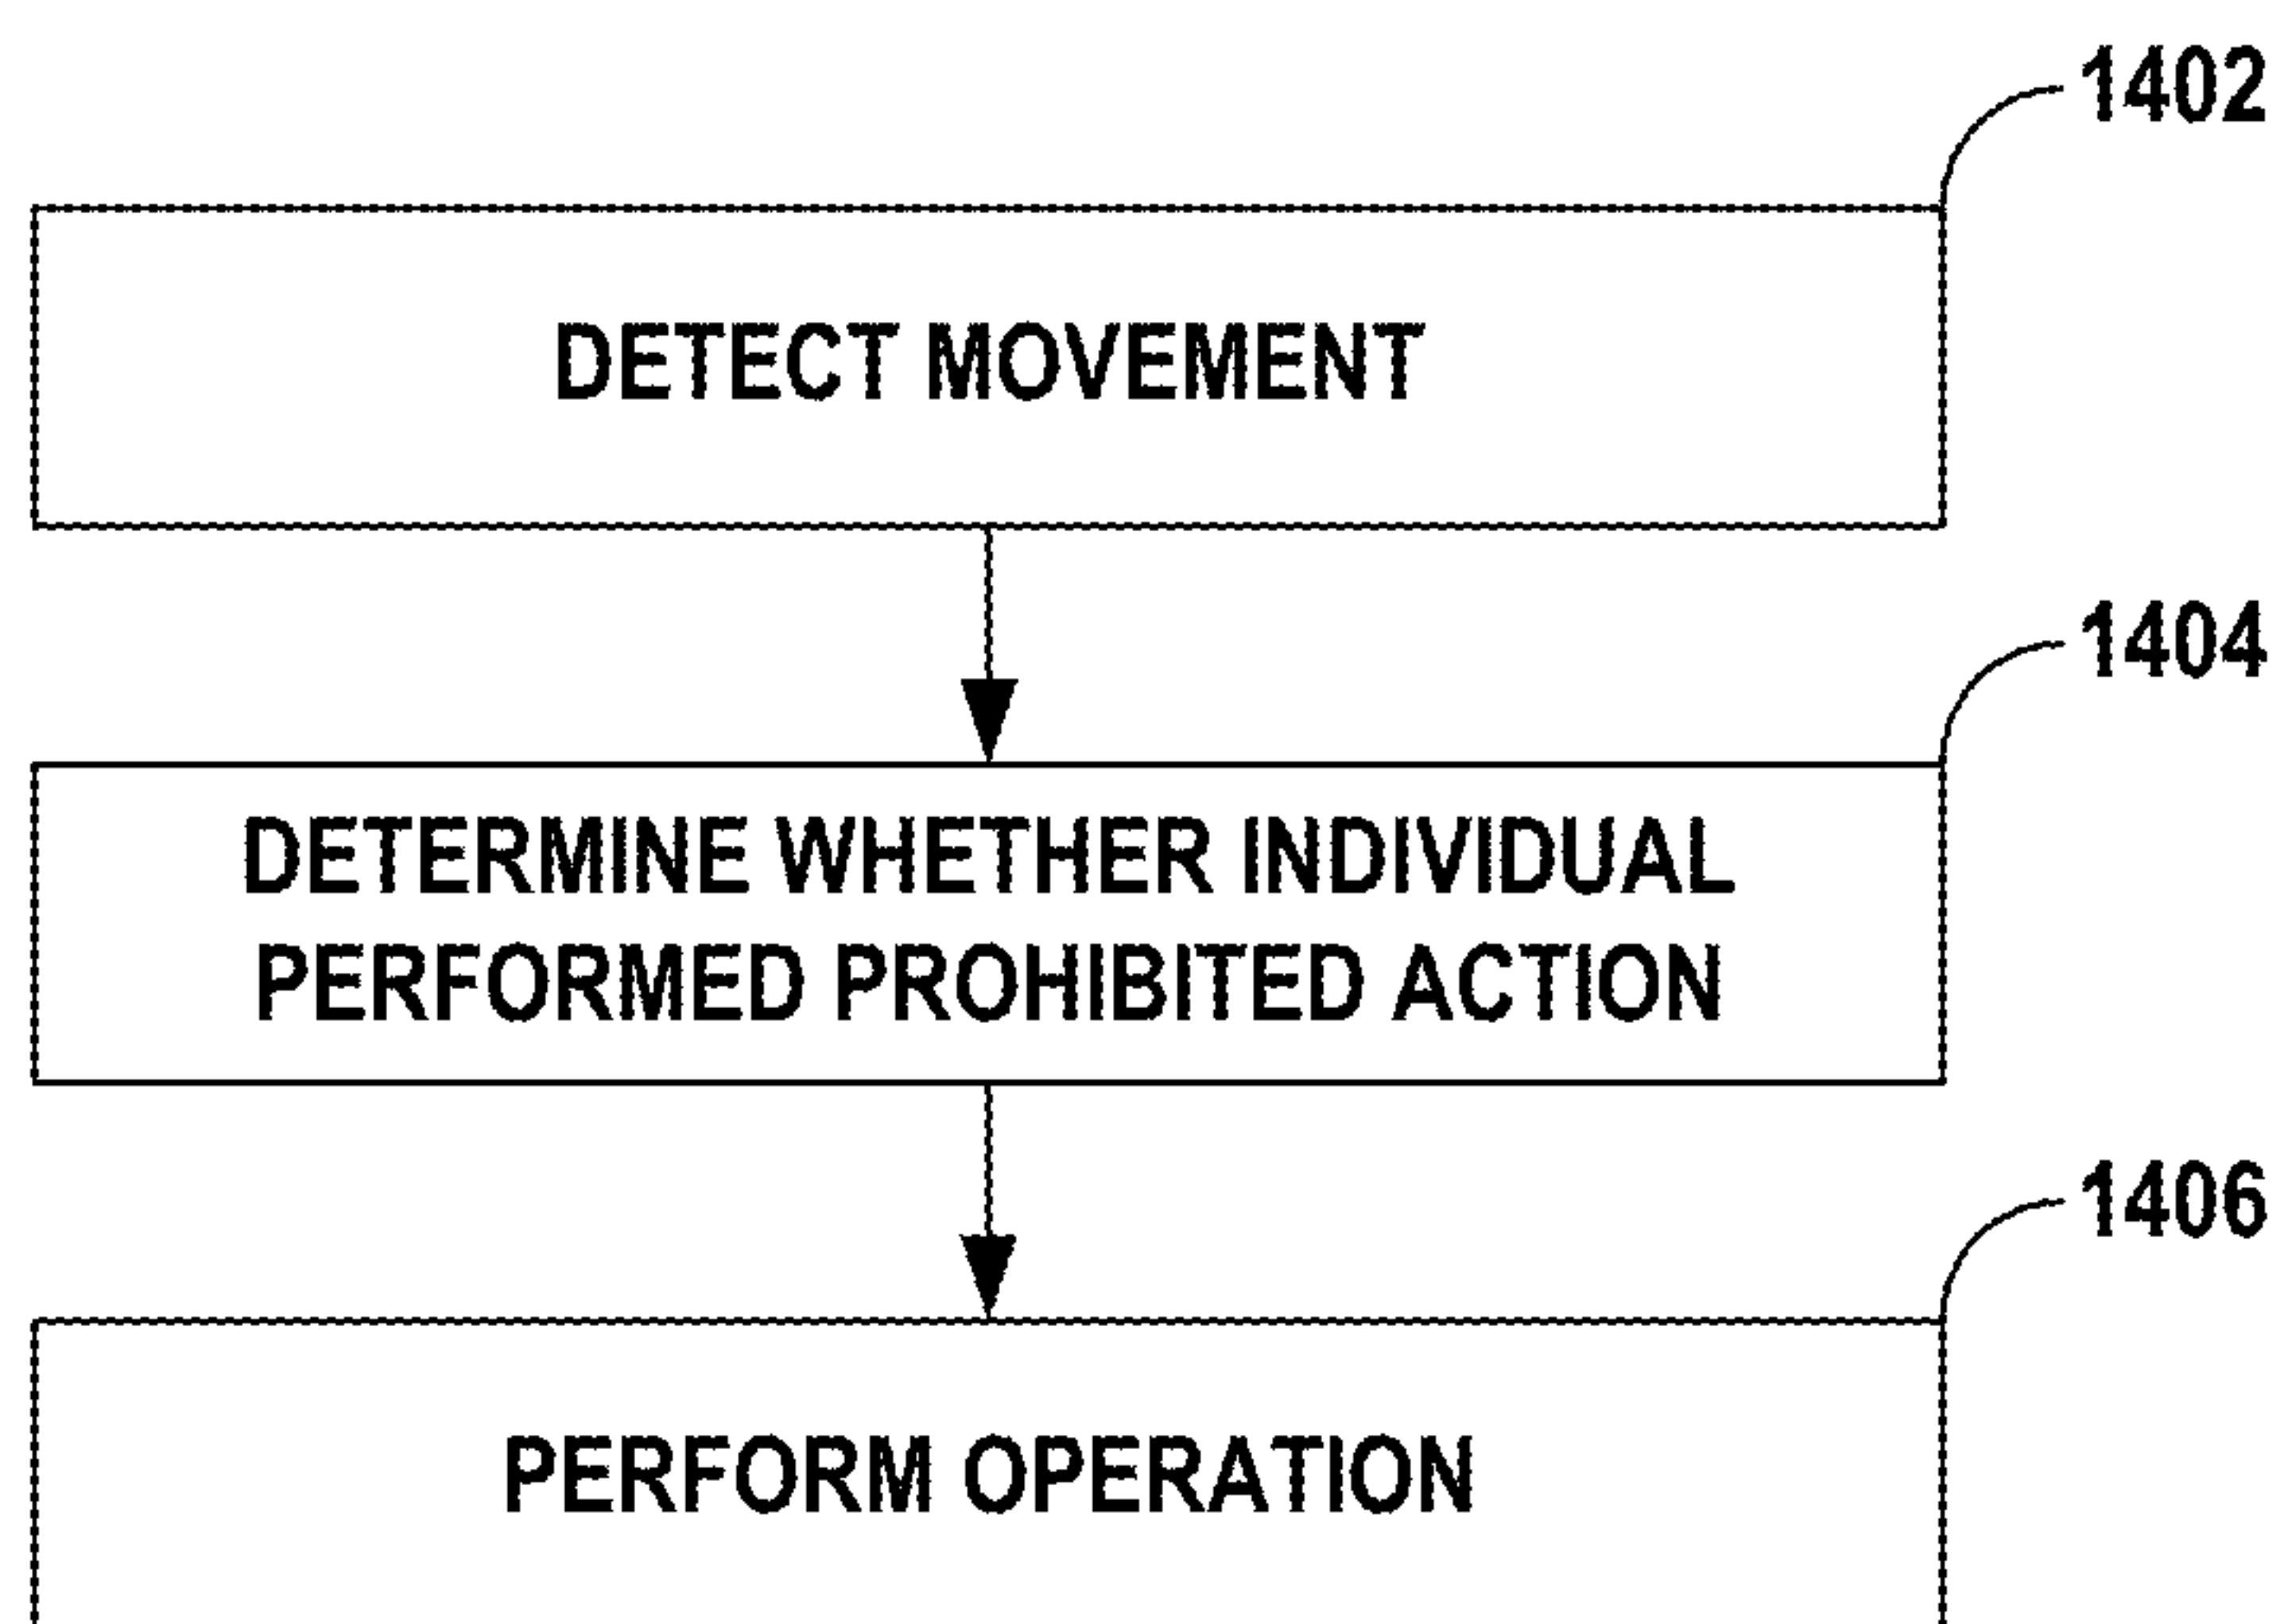 1402
DETECT MOVEMENT
1404
DETERMINE WHETHER INDIVIDUAL
PERFORMED PROHIBITED ACTION
1406
PERFORM OPERATION